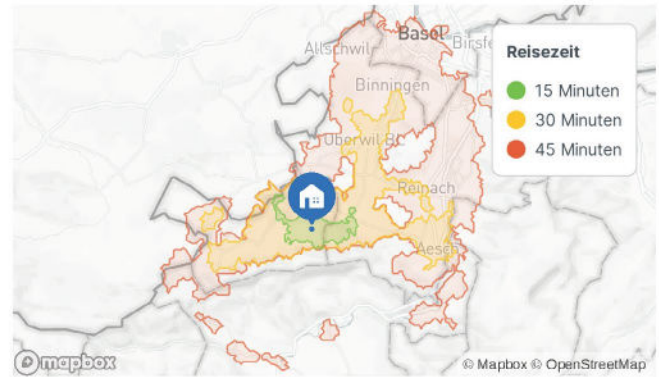 Basel
Allschwil
Birsfe
Binningen
Oberwil BL
Reinach
Aesch
Reisezeit
15 Minuten
30 Minuten
45 Minuten
mapbox
© Mapbox © OpenStreetMap